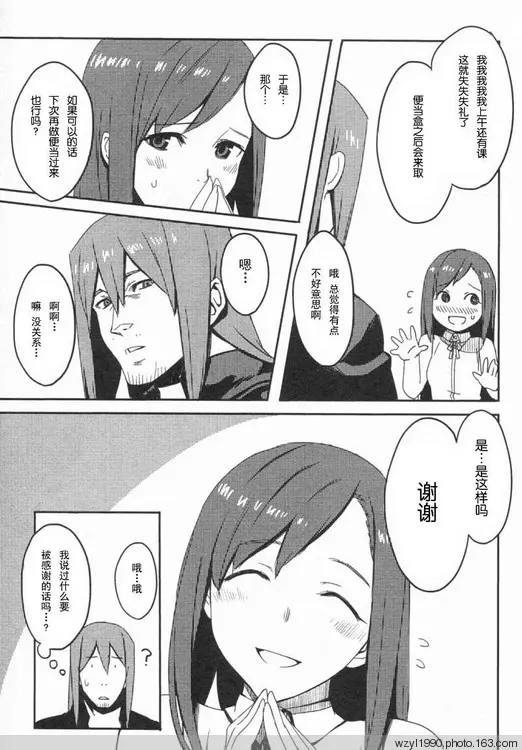 我我我我我上午还有课
这就失失失礼了
便当盒之后会来取
哦 总觉得有点
不好意思啊
于是…
那个…
如果可以的话
下次再做便当过来
也行吗?
嗯…
啊啊…
嘛 没关系…
是…是这样吗
谢谢
哦…哦
我说过什么要
被感谢的话吗…?
?
wzyl1990.photo.163.com